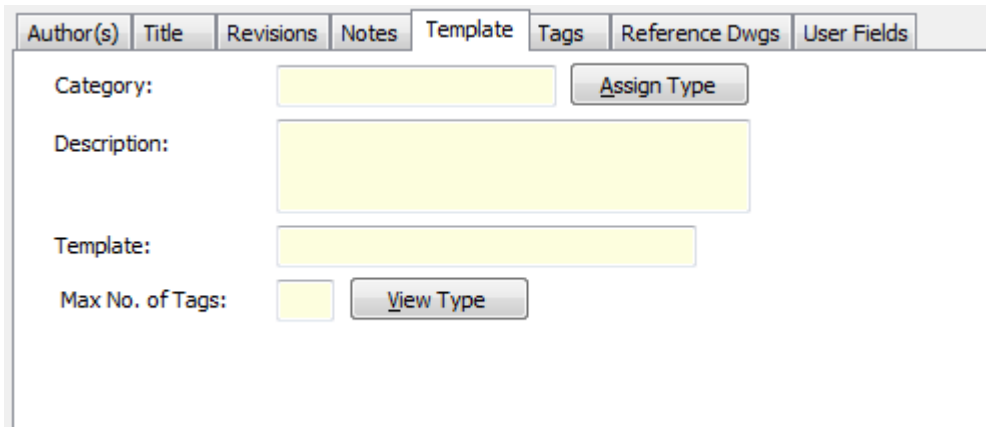 Author(s) Title Revisions Notes Template Tags Reference Dwgs User Fields
Category: Assign Type
Description:
Template:
Max No. of Tags: View Type